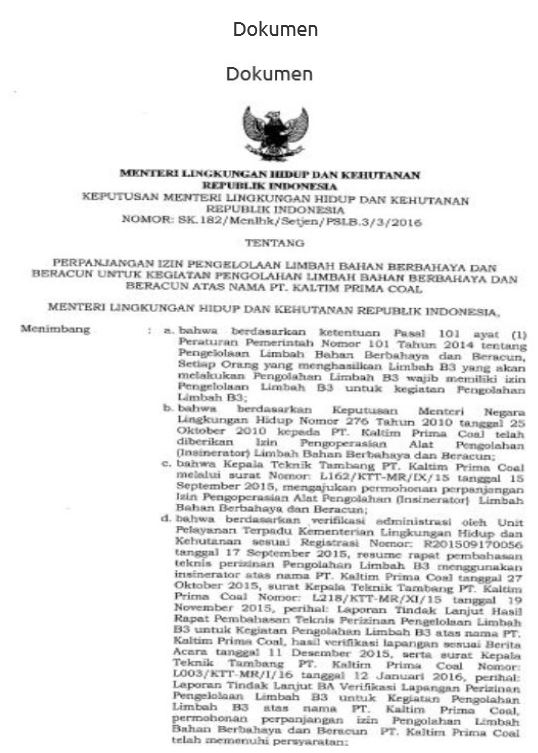 Dokumen
Dokumen
MENTERI LINGKUNGAN HIDUP DAN KEHUTANAN
REPUBLIK INDONESIA
KEPUTUSAN MENTERI LINGKUNGAN HIDUP DAN KEHUTANAN
REPUBLIK INDONESIA
NOMOR: SK.182/Menlhk/Setjen/PSLB.3/3/2016
TENTANG
PERPANJANGAN IZIN PENGELOLAAN LIMBAH BAHAN BERBAHAYA DAN
BERACUN UNTUK KEGIATAN PENGOLAHAN LIMBAH BAHAN BERBAHAYA DAN
BERACUN ATAS NAMA PT. KALTIM PRIMA COAL
MENTERI LINGKUNGAN HIDUP DAN KEHUTANAN REPUBLIK INDONESIA,
Menimbang : a. bahwa berdasarkan ketentuan Pasal 101 ayat (1)
Peraturan Pemerintah Nomor 101 Tahun 2014 tentang
Pengelolaan Limbah Bahan Berbahaya dan Beracun,
Setiap Orang yang menghasilkan Limbah B3 yang akan
melakukan Pengolahan Limbah B3 wajib memiliki izin
Pengelolaan Limbah B3 untuk kegiatan Pengolahan
Limbah B3;
b. bahwa berdasarkan Keputusan Menteri Negara
Lingkungan Hidup Nomor 276 Tahun 2010 tanggal 25
Oktober 2010 kepada PT. Kaltim Prima Coal telah
diberikan Izin Pengoperasian Alat Pengolahan
(Insinerator) Limbah Bahan Berbahaya dan Beracun;
c. bahwa Kepala Teknik Tambang PT. Kaltim Prima Coal
melalui surat Nomor: L162/KTT-MR/IX/15 tanggal 15
September 2015, mengajukan permohonan perpanjangan
Izin Pengoperasian Alat Pengolahan (Insinerator) Limbah
Bahan Berbahaya dan Beracun;
d. bahwa berdasarkan verifikasi administrasi oleh Unit
Pelayanan Terpadu Kementerian Lingkungan Hidup dan
Kehutanan sesuai Registrasi Nomor: R201509170056
tanggal 17 September 2015, resume rapat pembahasan
teknis perizinan Pengolahan Limbah B3 menggunakan
insinerator atas nama PT. Kaltim Prima Coal tanggal 27
Oktober 2015, surat Kepala Teknik Tambang PT. Kaltim
Prima Coal Nomor: L218/KTT-MR/XI/15 tanggal 19
November 2015, perihal: Laporan Tindak Lanjut Hasil
Rapat Pembahasan Teknis Perizinan Pengelolaan Limbah
B3 untuk Kegiatan Pengolahan Limbah B3 atas nama PT.
Kaltim Prima Coal, hasil verifikasi lapangan sesuai Berita
Acara tanggal 11 Desember 2015, serta surat Kepala
Teknik Tambang PT. Kaltim Prima Coal Nomor:
L003/KTT-MR/I/16 tanggal 12 Januari 2016, perihal:
Laporan Tindak Lanjut BA Verifikasi Lapangan Perizinan
Pengelolaan Limbah B3 untuk Kegiatan Pengolahan
Limbah B3 atas nama PT. Kaltim Prima Coal,
permohonan perpanjangan izin Pengolahan Limbah
Bahan Berbahaya dan Beracun PT. Kaltim Prima Coal
telah memenuhi persyaratan;